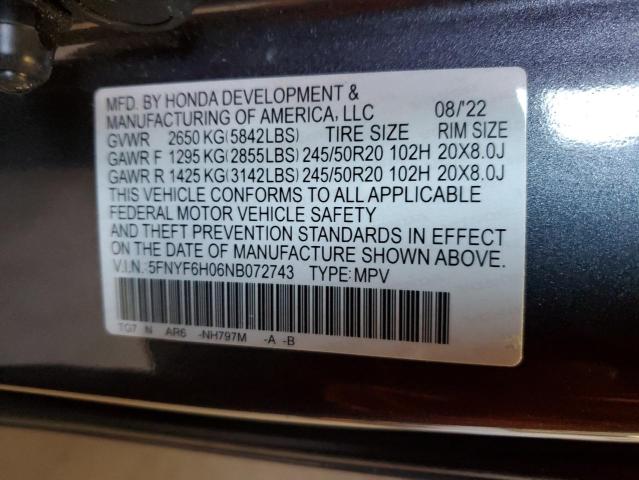 MFD. BY HONDA DEVELOPMENT &
MANUFACTURING OF AMERICA, LLC 08/'22
GVWR 2650 KG(5842LBS) TIRE SIZE RIM SIZE
GAWR F 1295 KG(2855LBS) 245/50R20 102H 20X8.0J
GAWR R 1425 KG(3142LBS) 245/50R20 102H 20X8.0J
THIS VEHICLE CONFORMS TO ALL APPLICABLE
FEDERAL MOTOR VEHICLE SAFETY
AND THEFT PREVENTION STANDARDS IN EFFECT
ON THE DATE OF MANUFACTURE SHOWN ABOVE.
V.I.N.:5FNYF6H06NB072743 TYPE:MPV
TG7 N AR6 -NH797M -A -B